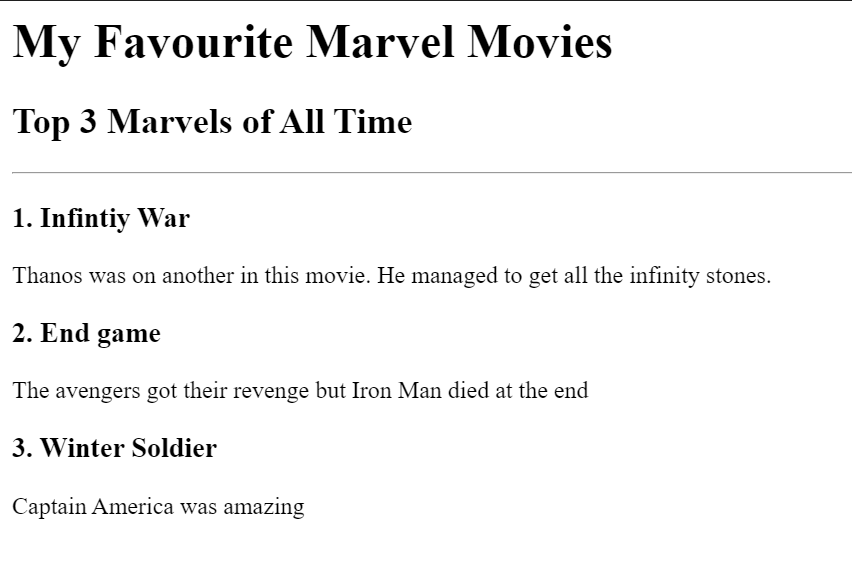 My Favourite Marvel Movies
Top 3 Marvels of All Time
1. Infintiy War
Thanos was on another in this movie. He managed to get all the infinity stones.
2. End game
The avengers got their revenge but Iron Man died at the end
3. Winter Soldier
Captain America was amazing